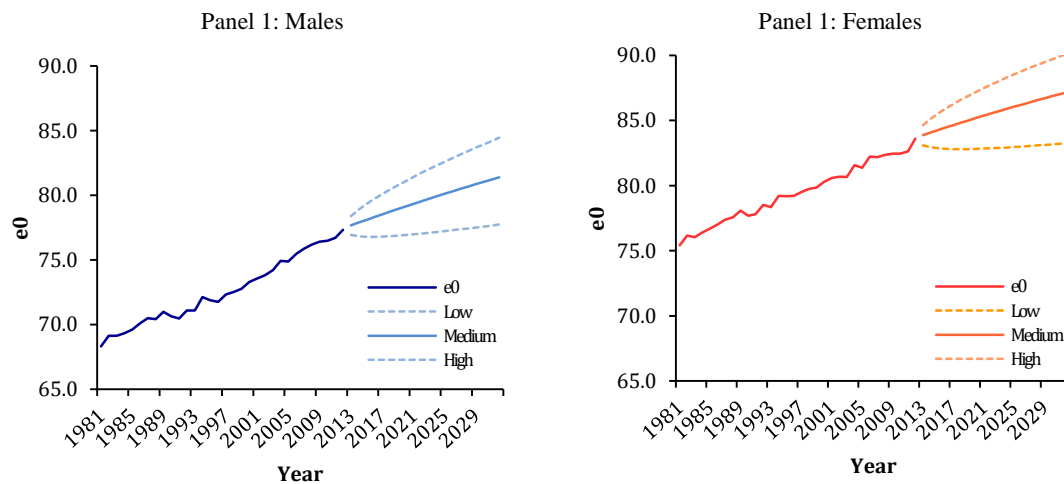 Panel 1: Males
90.0
85.0
80.0
75.0
70.0
65.0
e0
e0
Low
Medium
High
1981
1985
1989
1993
1997
2001
2005
2009
2013
2017
2021
2025
2029
Year
Panel 1: Females
90.0
85.0
80.0
75.0
70.0
65.0
e0
e0
Low
Medium
High
1981
1985
1989
1993
1997
2001
2005
2009
2013
2017
2021
2025
2029
Year